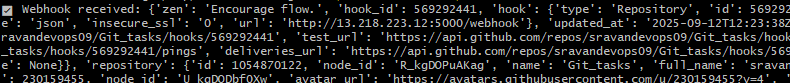 Webhook received: {'zen': 'Encourage flow.', 'hook_id': 569292441, 'hook': {'type': 'Repository', 'id': 56929
e': 'json', 'insecure_ssl': '0', 'url': 'http://13.218.223.12:5000/webhook'}, 'updated_at': '2025-09-12T12:23:38Z
sravandevops09/Git_tasks/hooks/569292441', 'test_url': 'https://api.github.com/repos/sravandevops09/Git_tasks/hoo
_tasks/hooks/569292441/pings', 'deliveries_url': 'https://api.github.com/repos/sravandevops09/Git_tasks/hooks/569
e': None}}, 'repository': {'id': 1054870122, 'node_id': 'R_kgDOPuAKag', 'name': 'Git_tasks', 'full_name': 'sravan
230159455, 'node_id': 'U_kgDODbfOXw', 'avatar_url': 'https://avatars.githubusercontent.com/u/230159455?v=4',